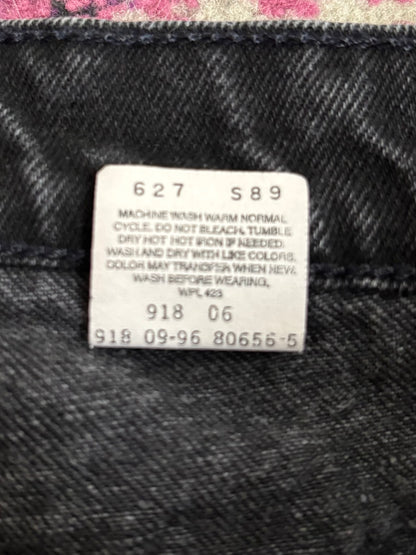 627 S89
MACHINE WASH WARM NORMAL
CYCLE. DO NOT BLEACH. TUMBLE
DRY HOT HOT IRON IF NEEDED.
WASH AND DRY WITH LIKE COLORS.
COLOR MAY TRANSFER WHEN NEW.
WASH BEFORE WEARING.
WPL 423
918 06
918 09-96 80656-5